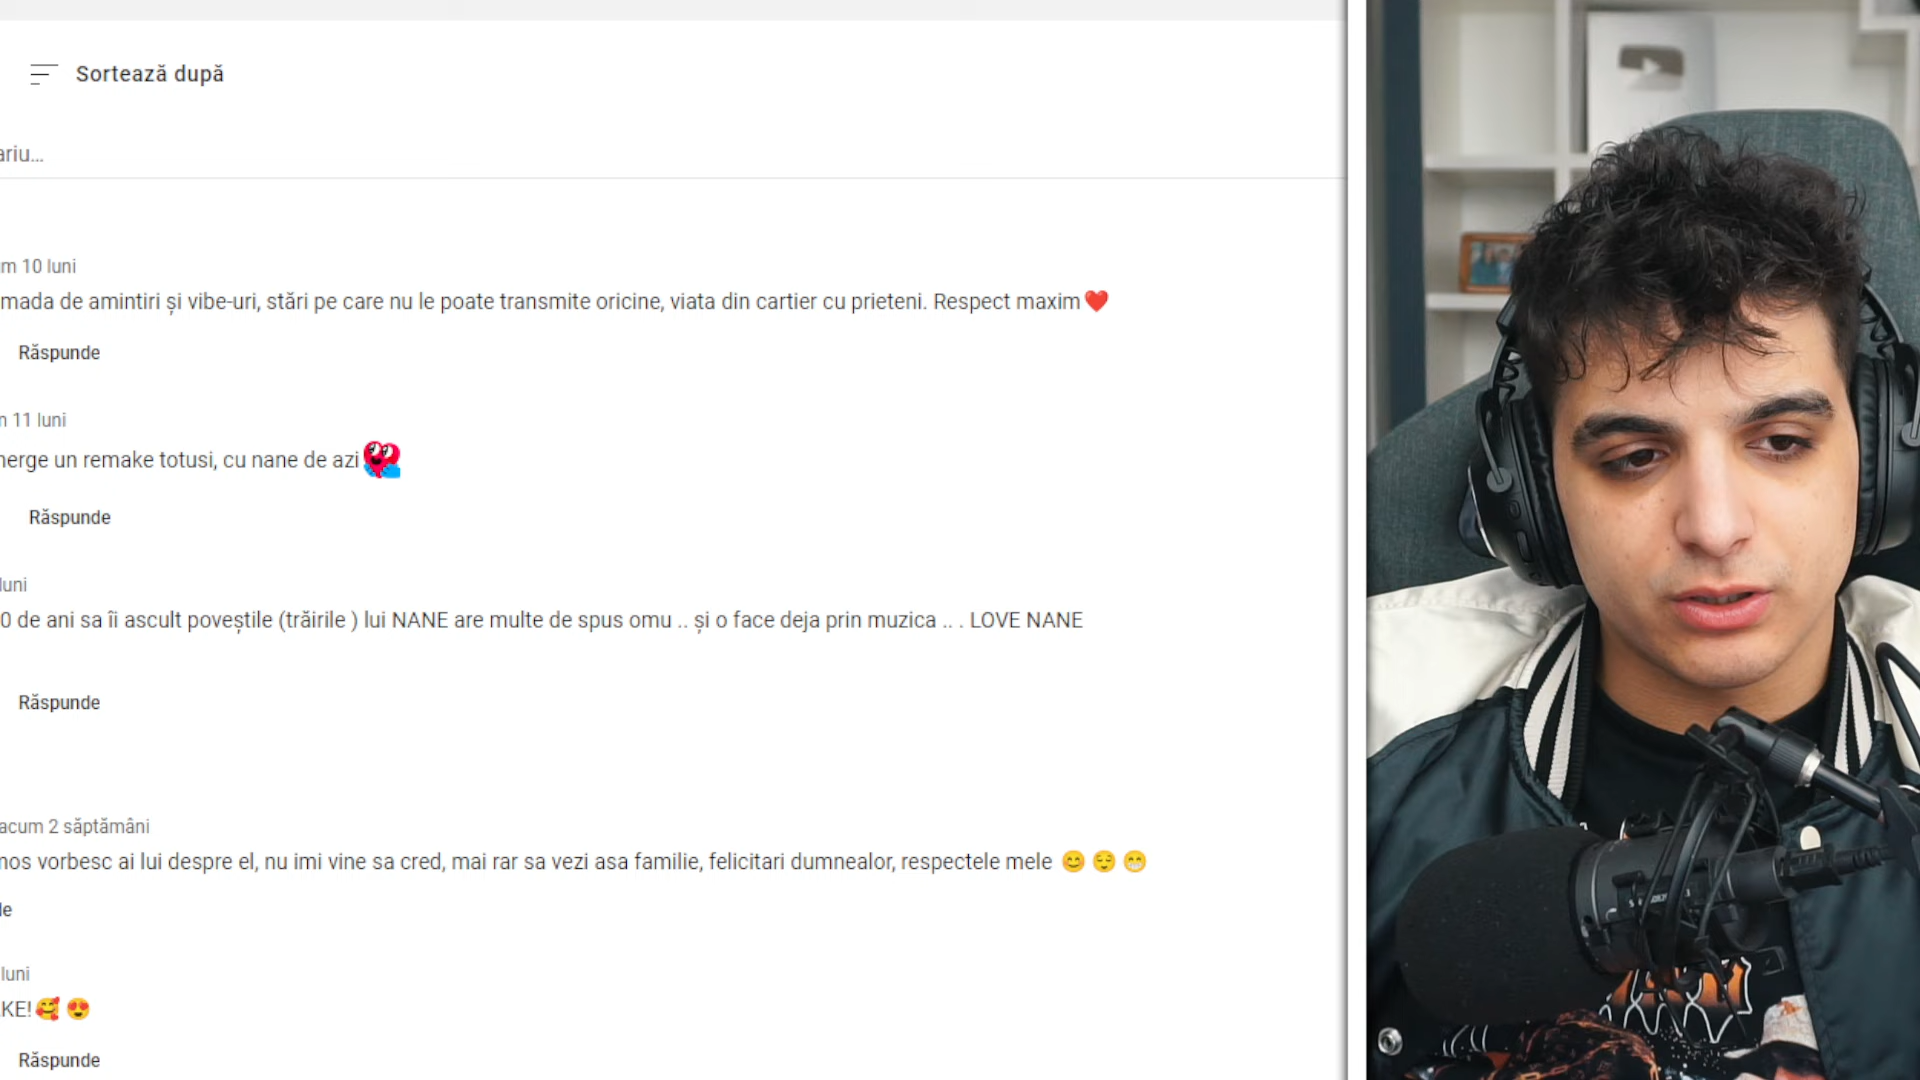 Sortează după
ariu...
m 10 luni
mada de amintiri și vibe-uri, stări pe care nu le poate transmite oricine, viata din cartier cu prieteni. Respect maxim❤️
Răspunde
11 luni
merge un remake totusi, cu nane de azi
Răspunde
luni
0 de ani sa îi ascult poveștile (trăirile ) lui NANE are multe de spus omu .. și o face deja prin muzica .. . LOVE NANE
Răspunde
acum 2 săptămâni
mos vorbesc ai lui despre el, nu imi vine sa cred, mai rar sa vezi asa familie, felicitari dumnealor, respectele mele 😊 😌 😁
de
luni
KE!🥰 😍
Răspunde